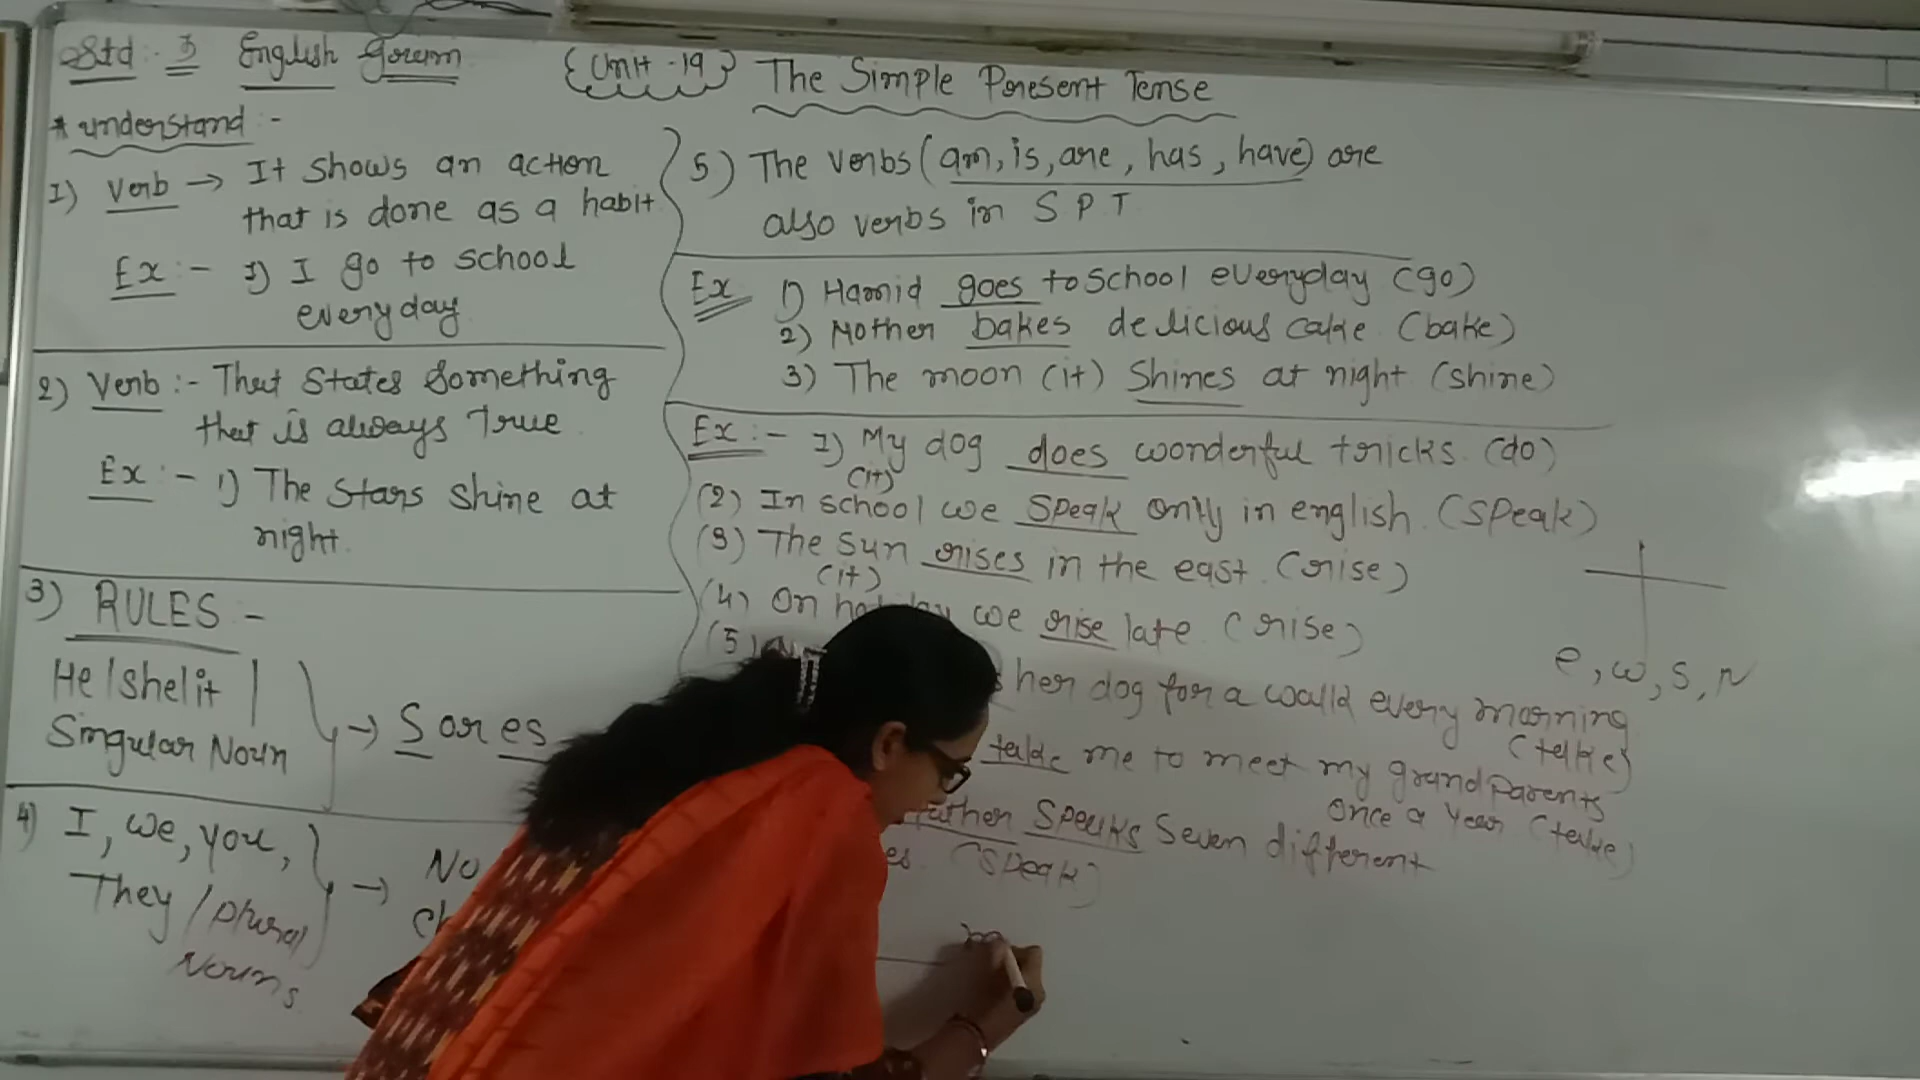 Std : 3 English Gram
{Unit - 19} The Simple Present Tense
* understand :-
1) Verb → It shows an action
that is done as a habit
Ex :- 1) I go to school
everyday
2) Verb :- That States Something
that is always True
Ex :- 1) The Stars shine at
night.
3) RULES :-
He/she/it/
Singular Noun → S or es
4) I, we, you,
They / plural
Nouns → No
5) The verbs (am, is, are, has, have) are
also verbs in S P T
Ex 1) Hamid goes to School everyday (go)
2) Mother bakes delicious cake (bake)
3) The moon (it) Shines at night (shine)
Ex :- 1) My dog does wonderful tricks. (do)
(it)
(2) In school we speak only in english. (speak)
(3) The sun rises in the east. (rise)
(it)
(4) On we rise late. (rise)
(5)
her dog for a walk every morning
(take)
take me to meet my grandparents
once a year (take)
father speaks seven different
(speak)
e, w, s, n